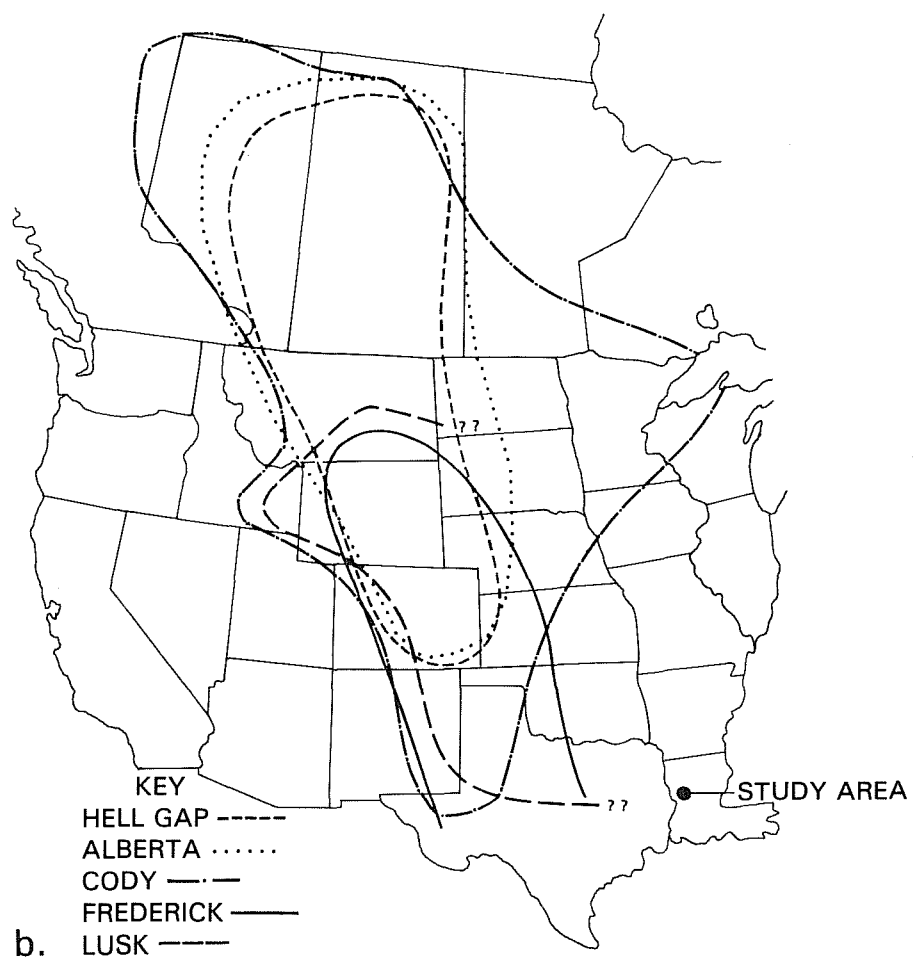 ? ?
? ?
STUDY AREA
KEY
HELL GAP
ALBERTA
CODY
FREDERICK
LUSK
b.